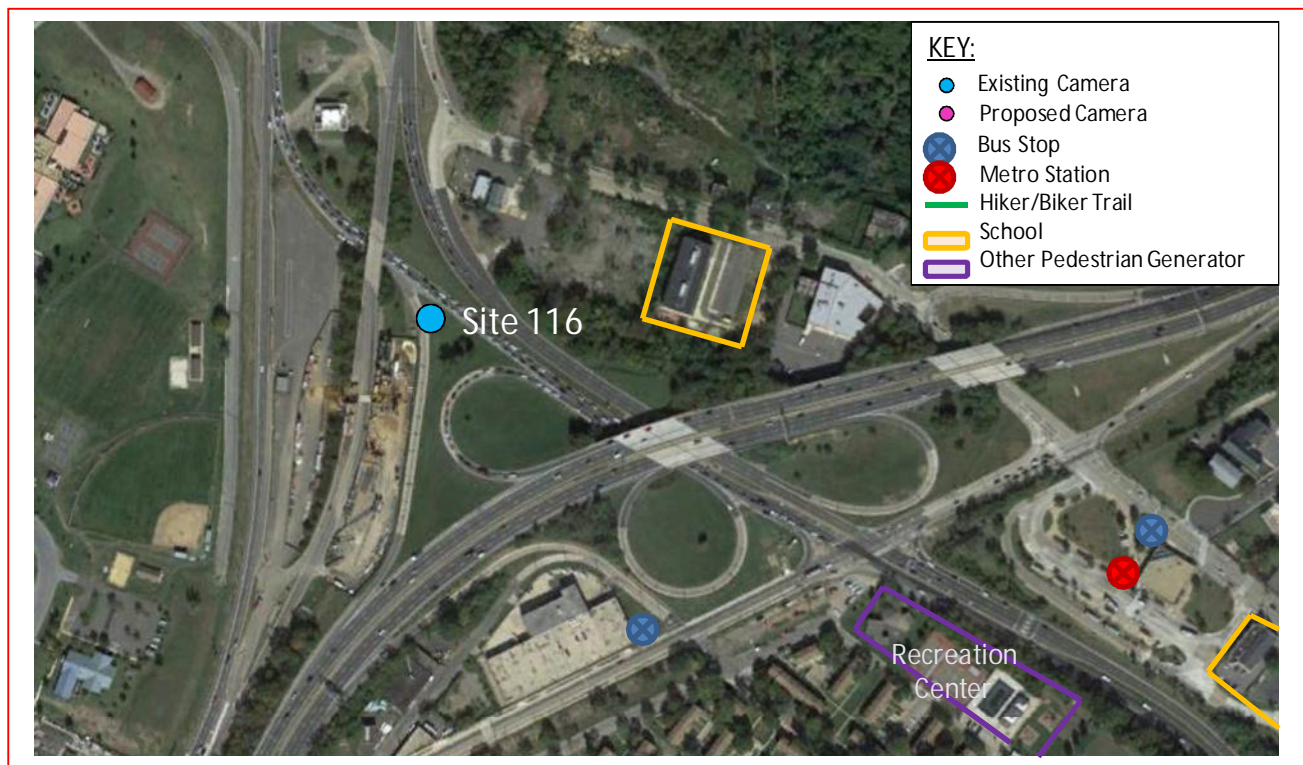 KEY:
Existing Camera
Proposed Camera
Bus Stop
Metro Station
Hiker/Biker Trail
School
Other Pedestrian Generator
Site 116
Recreation
Center